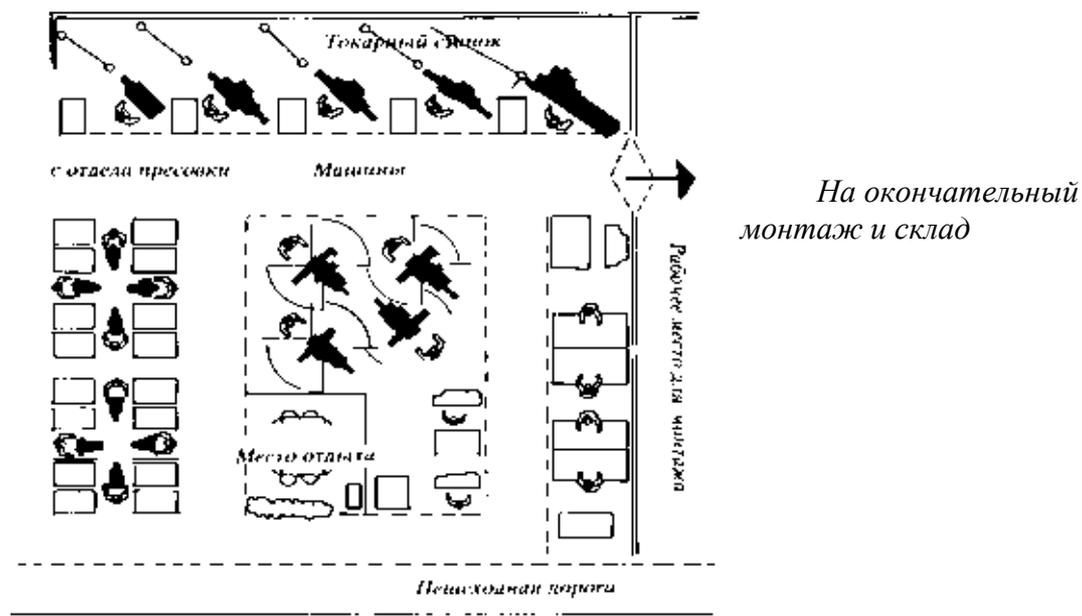 Токарный станок
с отдела прессовки
Машины
На окончательный
монтаж и склад
Рабочее место для монтажа
Место отдыха
Пешеходная дорога